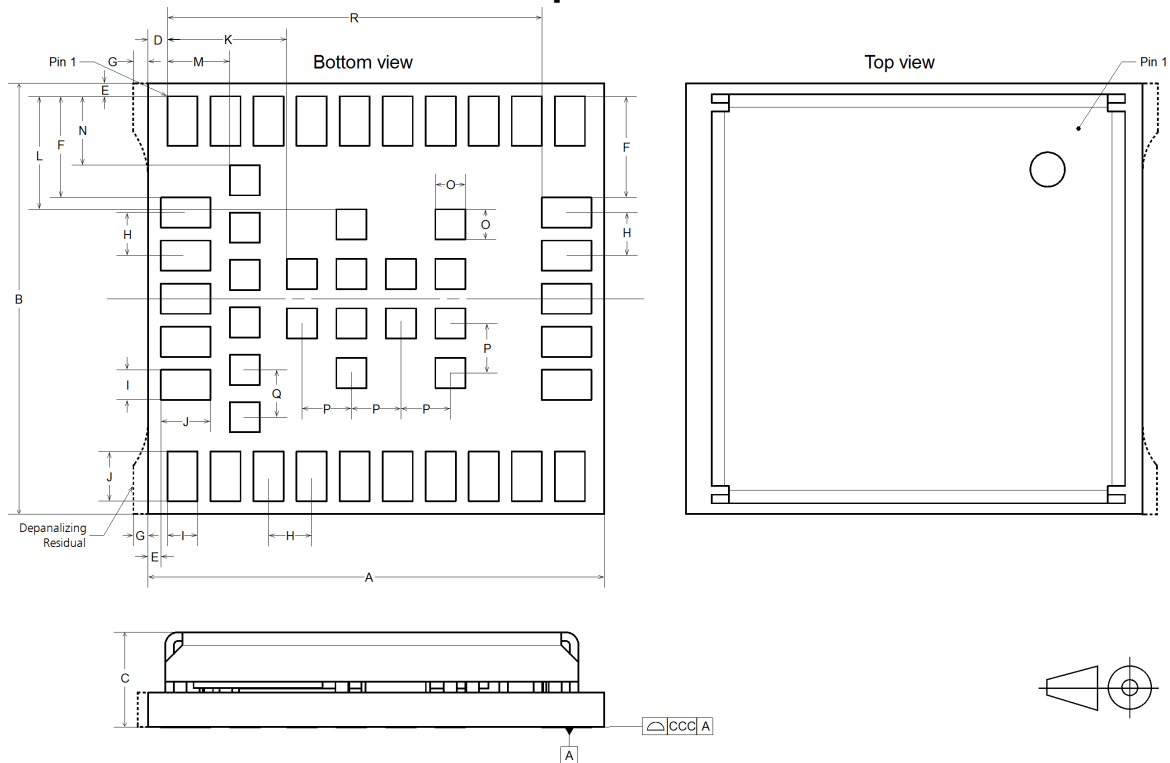 R
D
K
G
M
Pin 1
Bottom view
Top view
Pin 1
E
N
F
L
F
O
O
H
H
B
P
I
Q
J
P
P
P
J
Depanalizing
Residual
G
I
H
E
A
C
CCC A
A